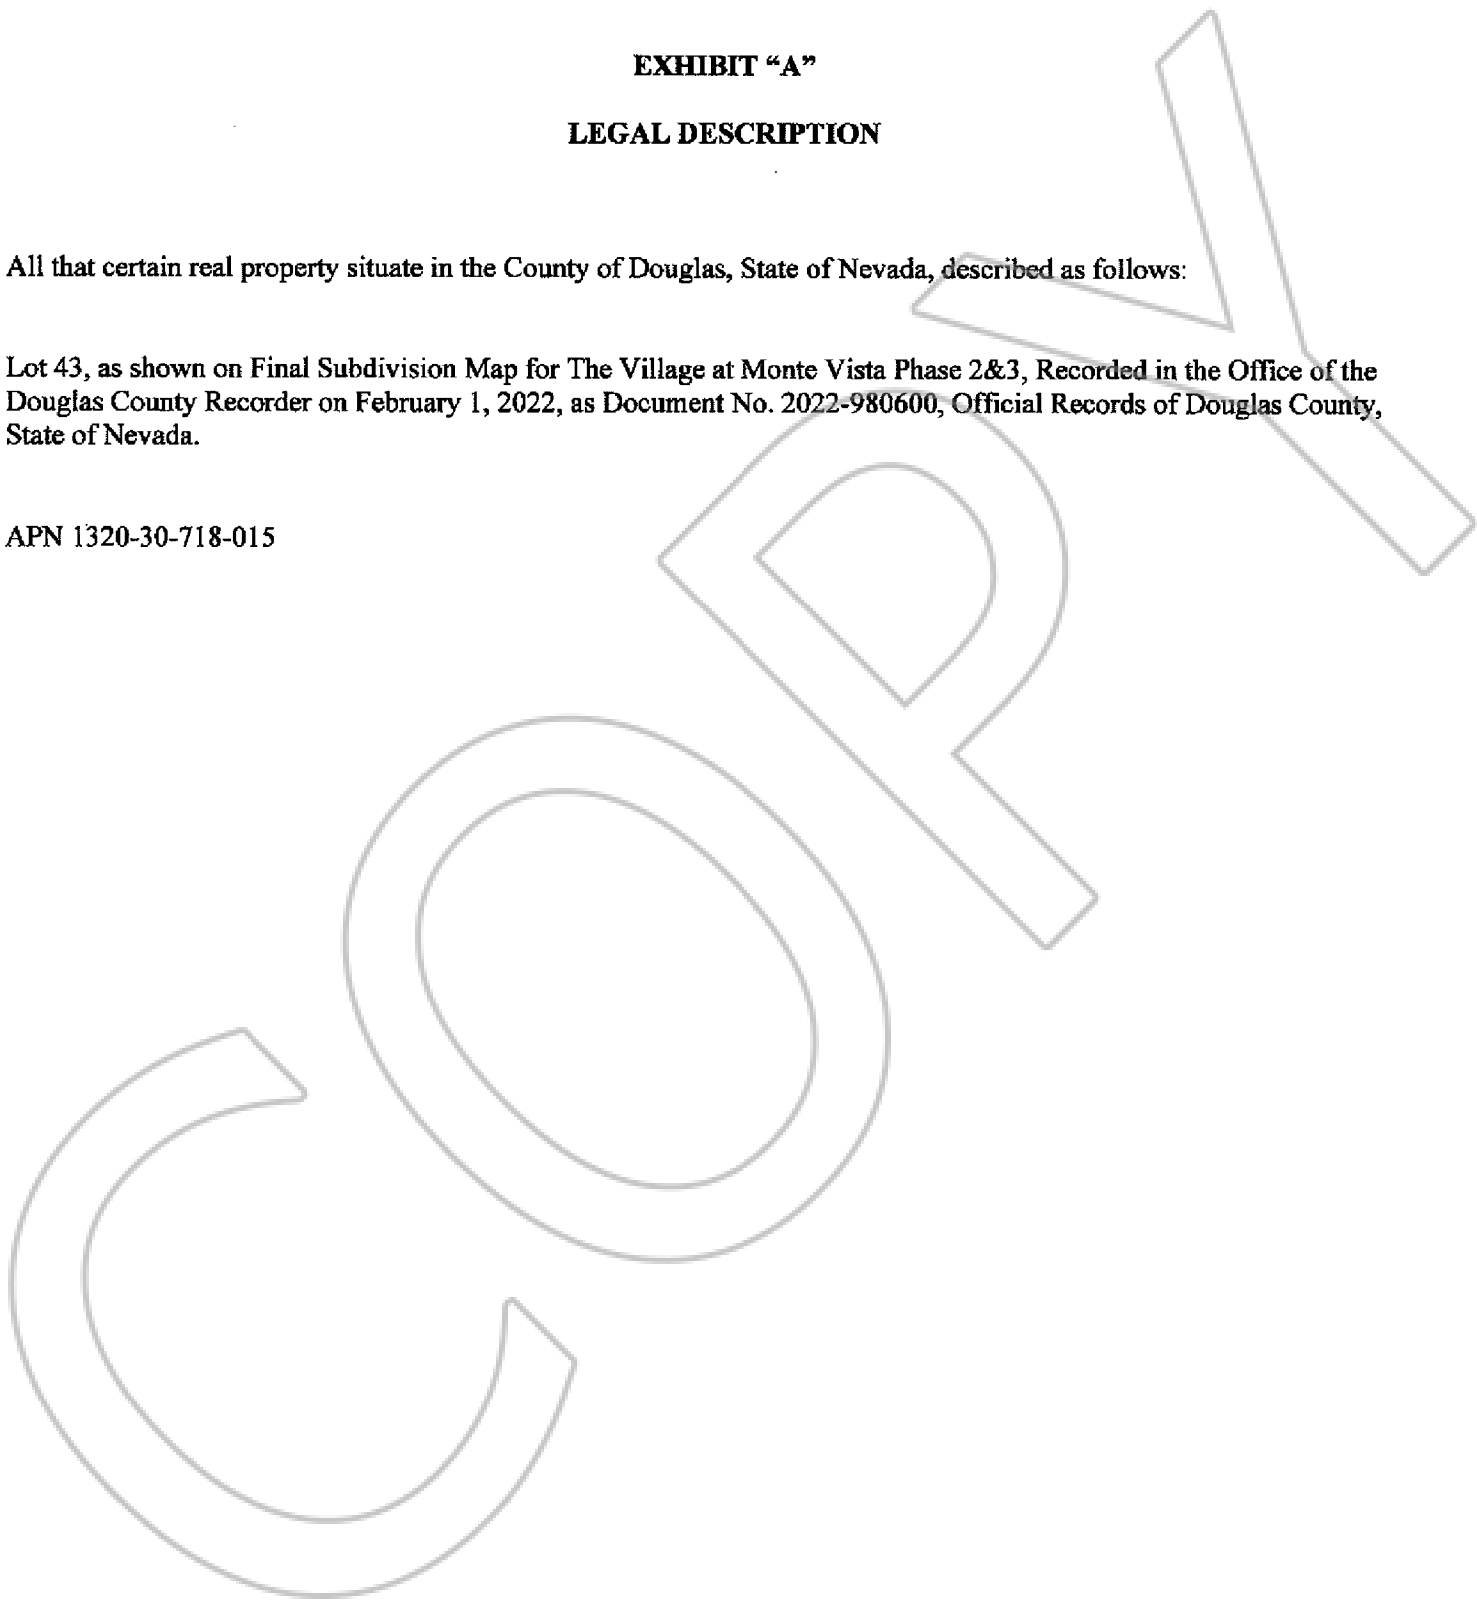 EXHIBIT “A”
LEGAL DESCRIPTION
All that certain real property situate in the County of Douglas, State of Nevada, described as follows:
Lot 43, as shown on Final Subdivision Map for The Village at Monte Vista Phase 2&3, Recorded in the Office of the
Douglas County Recorder on February 1, 2022, as Document No. 2022-980600, Official Records of Douglas County,
State of Nevada.
APN 1320-30-718-015
COPY